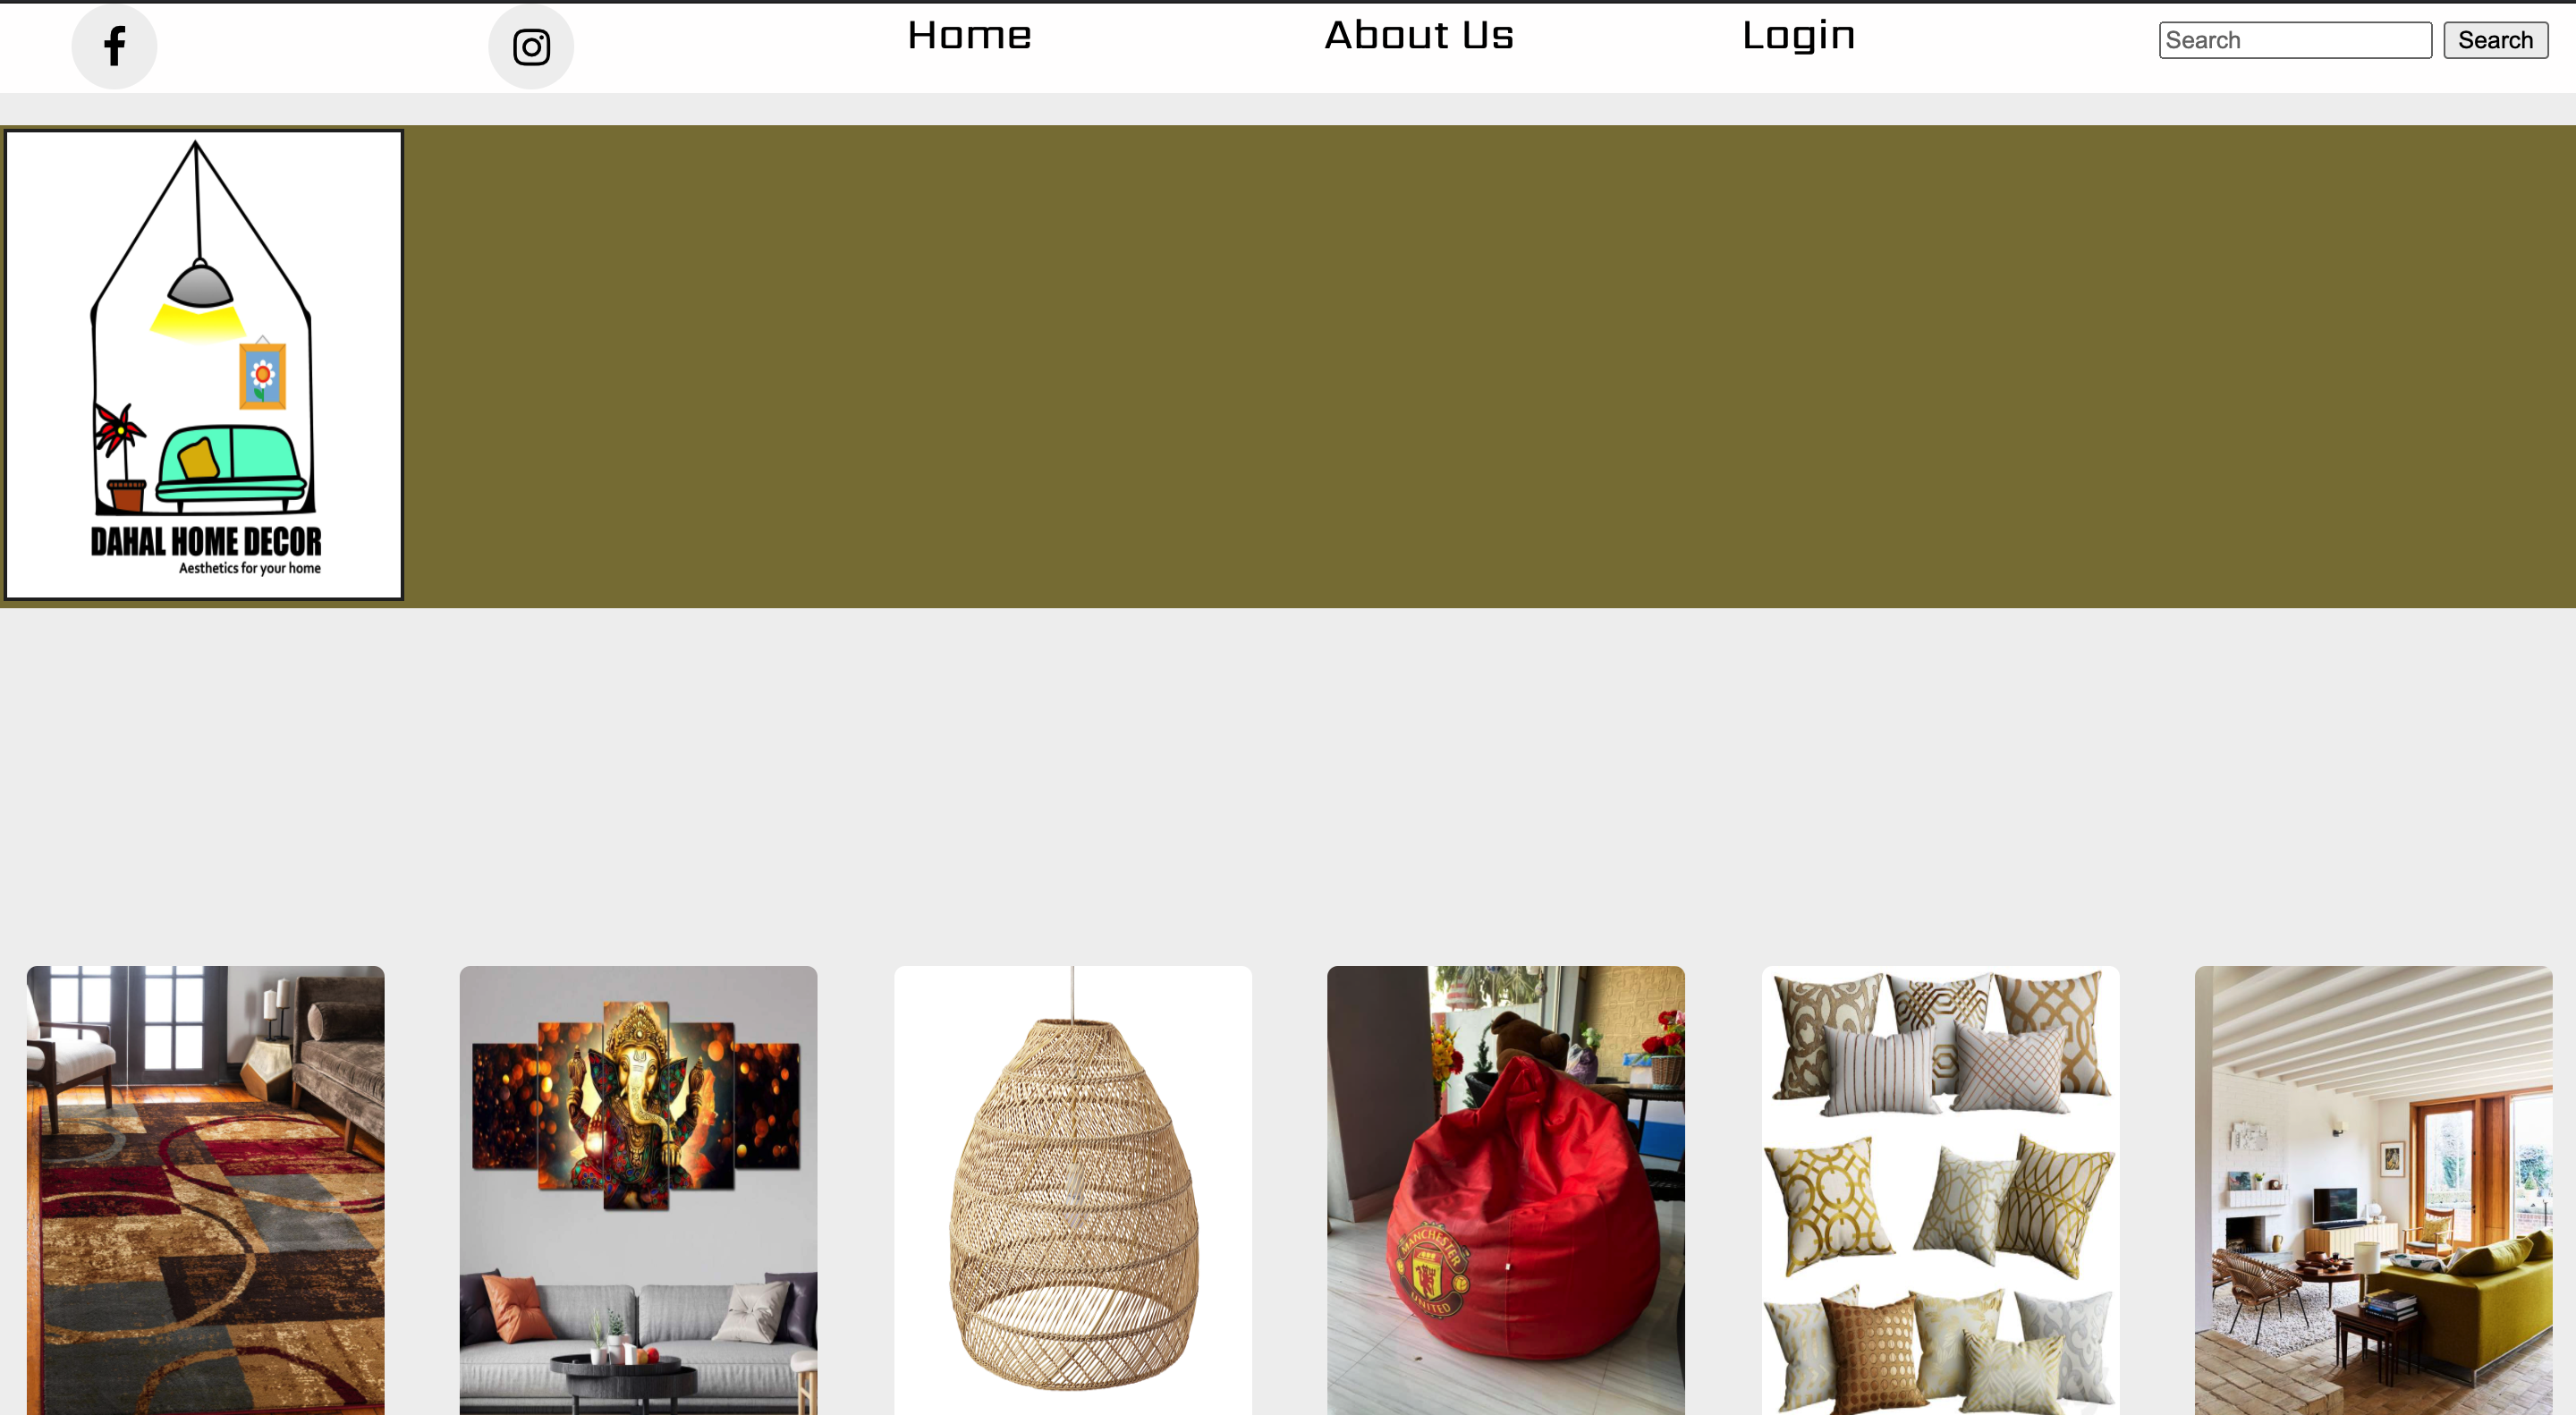 Home
About Us
Login
Search
Search
DAHAL HOME DECOR
Aesthetics for your home
MANCHESTER
UNITED